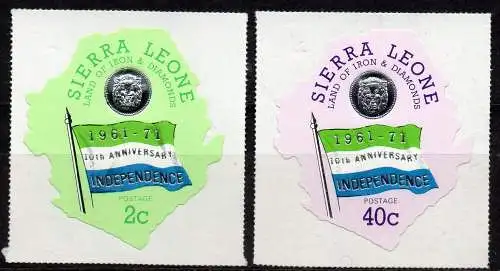 SIERRA LEONE
LAND OF IRON & DIAMONDS
1961-71
10th ANNIVERSARY
INDEPENDENCE
POSTAGE
2c
SIERRA LEONE
LAND OF IRON & DIAMONDS
1961-71
10th ANNIVERSARY
INDEPENDENCE
POSTAGE
40c